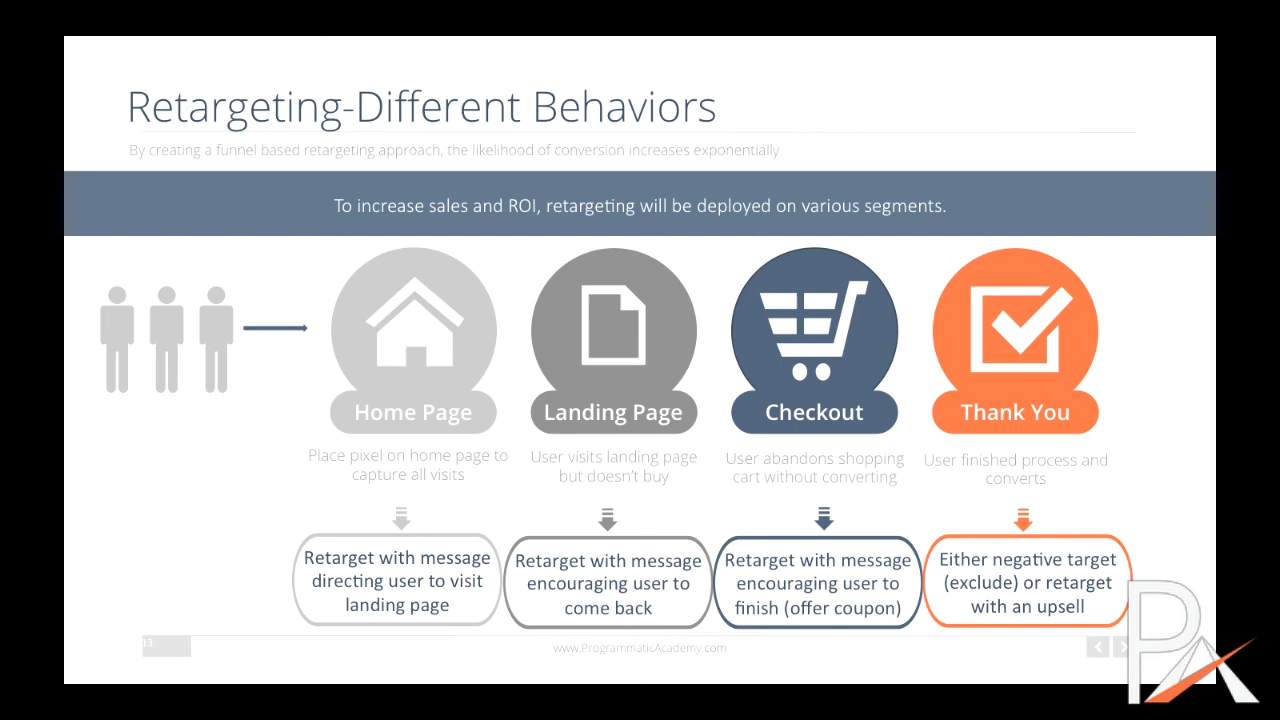 Retargeting-Different Behaviors
By creating a funnel based retargeting approach, the likelihood of conversion increases exponentially
To increase sales and ROI, retargeting will be deployed on various segments.
Home Page
Place pixel on home page to
capture all visits
Retarget with message
directing user to visit
landing page
Landing Page
User visits landing page
but doesn't buy
Retarget with message
encouraging user to
come back
Checkout
User abandons shopping
cart without converting
Retarget with message
encouraging user to
finish (offer coupon)
Thank You
User finished process and
converts
Either negative target
(exclude) or retarget
with an upsell
13
www.ProgrammaticAcademy.com
PA